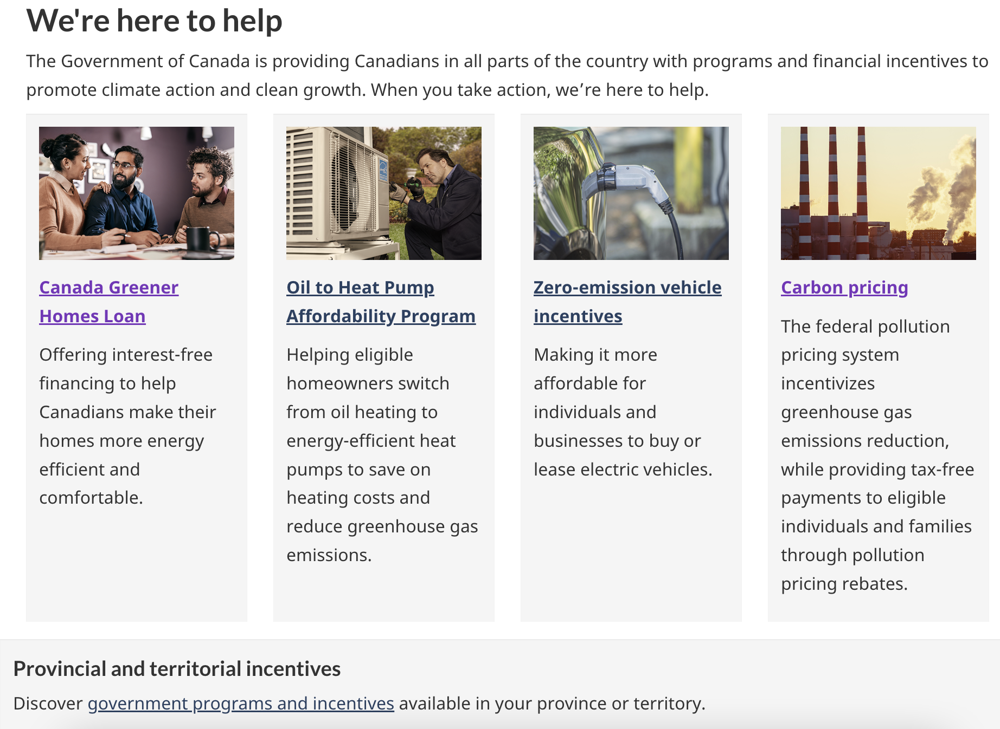 We're here to help
The Government of Canada is providing Canadians in all parts of the country with programs and financial incentives to
promote climate action and clean growth. When you take action, we’re here to help.
Canada Greener
Homes Loan
Offering interest-free
financing to help
Canadians make their
homes more energy
efficient and
comfortable.
Oil to Heat Pump
Affordability Program
Helping eligible
homeowners switch
from oil heating to
energy-efficient heat
pumps to save on
heating costs and
reduce greenhouse gas
emissions.
Zero-emission vehicle
incentives
Making it more
affordable for
individuals and
businesses to buy or
lease electric vehicles.
Carbon pricing
The federal pollution
pricing system
incentivizes
greenhouse gas
emissions reduction,
while providing tax-free
payments to eligible
individuals and families
through pollution
pricing rebates.
Provincial and territorial incentives
Discover government programs and incentives available in your province or territory.